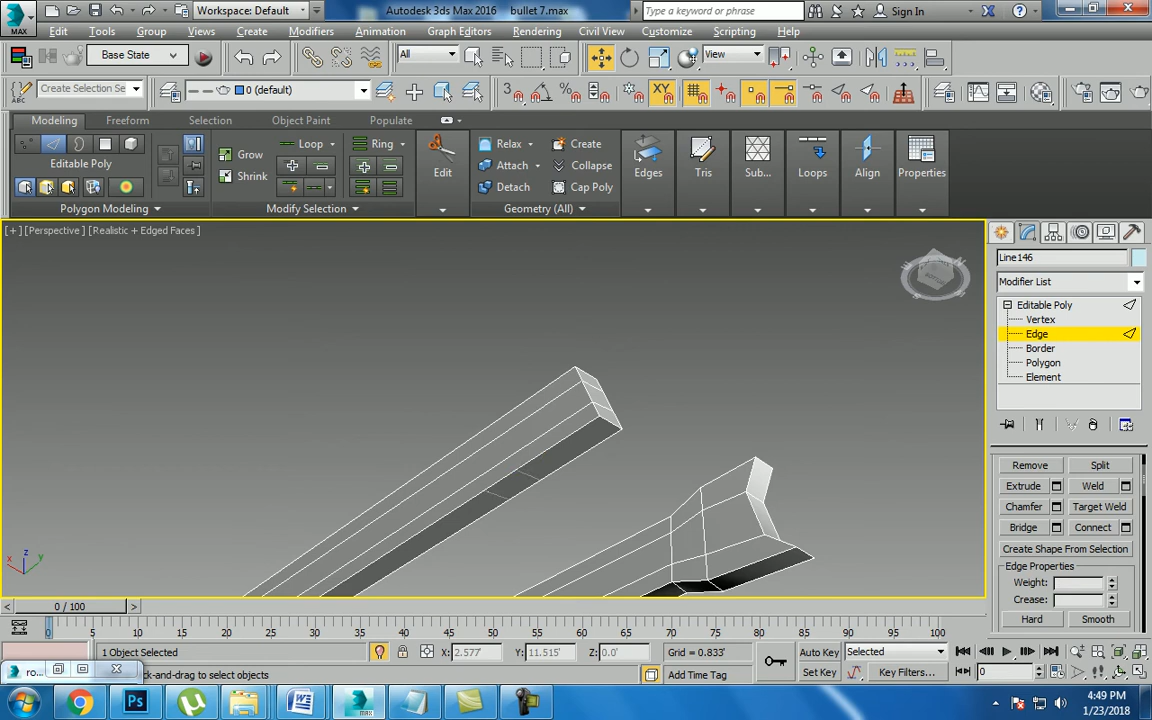 MAX
Workspace: Default
Autodesk 3ds Max 2016    bullet 7.max
Type a keyword or phrase
Sign In
Edit Tools Group Views Create Modifiers Animation Graph Editors Rendering Civil View Customize Scripting Help
Base State
All
View
ABC
Create Selection Se
0 (default)
3
XY
Modeling Freeform Selection Object Paint Populate
Editable Poly
Polygon Modeling
Grow
Shrink
Loop
Ring
Modify Selection
Edit
Relax
Create
Attach
Collapse
Detach
Cap Poly
Geometry (All)
Edges
Tris
Sub...
Loops
Align
Properties
[+] [Perspective] [Realistic + Edged Faces]
x
y
z
Line146
Modifier List
Editable Poly
Vertex
Edge
Border
Polygon
Element
Remove Split
Extrude Weld
Chamfer Target Weld
Bridge Connect
Create Shape From Selection
Edge Properties
Weight:
Crease:
Hard Smooth
0 / 100
0 5 10 15 20 25 30 35 40 45 50 55 60 65 70 75 80 85 90 95 100
1 Object Selected
X: 2.577'
Y: 11.515'
Z: 0.0'
Grid = 0.833'
Auto Key
Selected
ro...
ck-and-drag to select objects
Add Time Tag
Set Key
Key Filters...
0
Ps
4:49 PM
1/23/2018